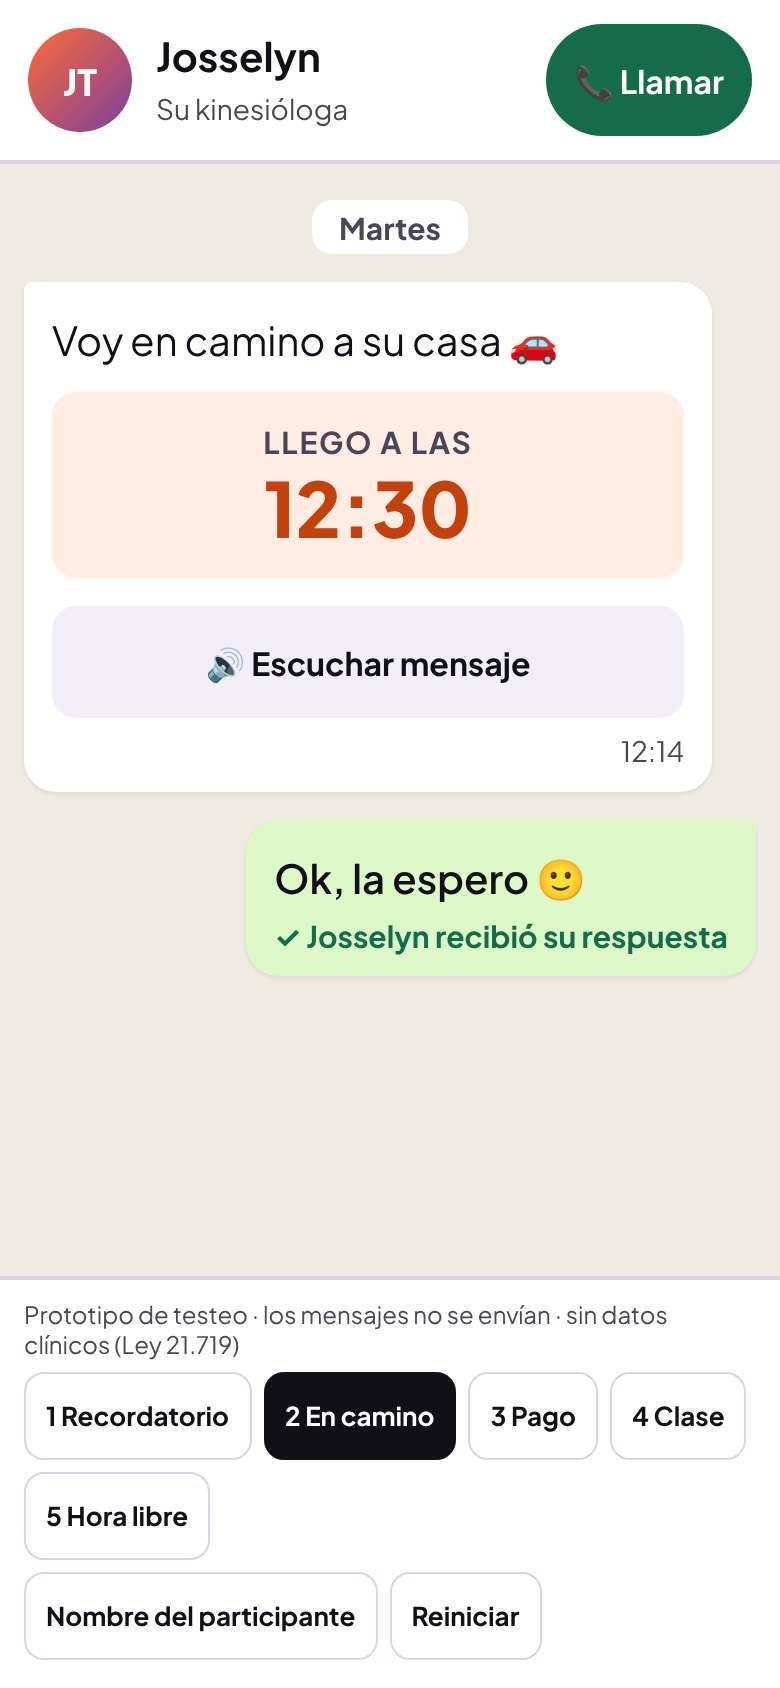 JT
Josselyn
Su kinesióloga
📞 Llamar
Martes
Voy en camino a su casa 🚗
LLEGO A LAS
12:30
🔊 Escuchar mensaje
12:14
Ok, la espero 🙂
✓ Josselyn recibió su respuesta
Prototipo de testeo · los mensajes no se envían · sin datos
clínicos (Ley 21.719)
1 Recordatorio
2 En camino
3 Pago
4 Clase
5 Hora libre
Nombre del participante
Reiniciar